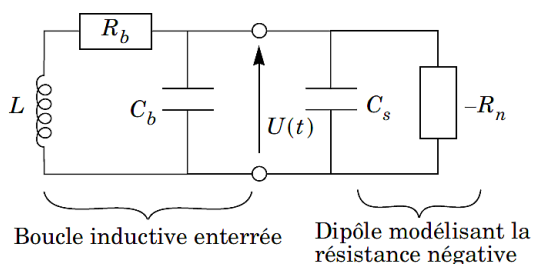 R_b
L
C_b
U(t)
C_s
–R_n
Boucle inductive enterrée
Dipôle modélisant la
résistance négative